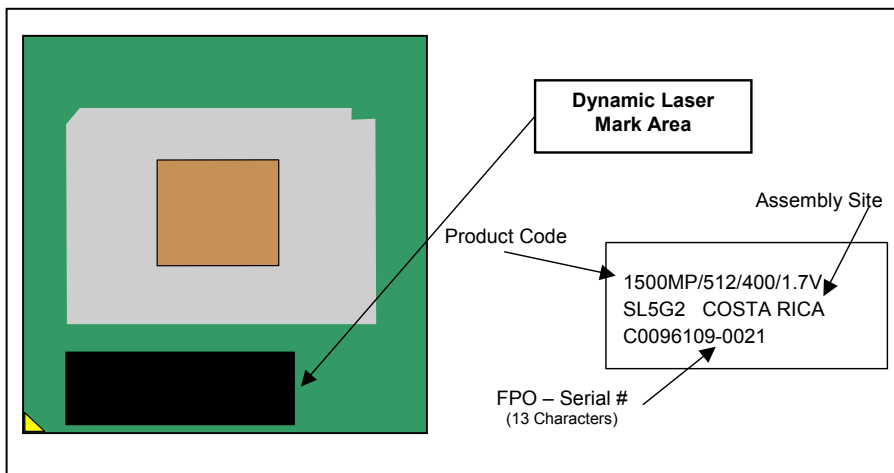 Dynamic Laser
Mark Area
Assembly Site
Product Code
1500MP/512/400/1.7V
SL5G2 COSTA RICA
C0096109-0021
FPO – Serial #
(13 Characters)